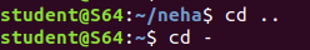 student@S64:~/neha$ cd ..
student@S64:~$ cd -